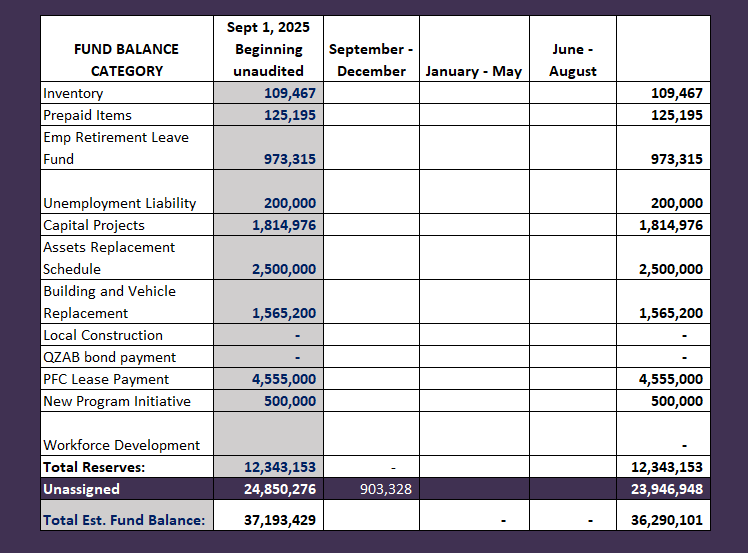 FUND BALANCE CATEGORY Sept 1, 2025 Beginning unaudited September - December January - May June - August
Inventory 109,467 109,467
Prepaid Items 125,195 125,195
Emp Retirement Leave
Fund 973,315 973,315
Unemployment Liability 200,000 200,000
Capital Projects 1,814,976 1,814,976
Assets Replacement
Schedule 2,500,000 2,500,000
Building and Vehicle
Replacement 1,565,200 1,565,200
Local Construction - -
QZAB bond payment - -
PFC Lease Payment 4,555,000 4,555,000
New Program Initiative 500,000 500,000
Workforce Development -
Total Reserves: 12,343,153 - 12,343,153
Unassigned 24,850,276 903,328 23,946,948
Total Est. Fund Balance: 37,193,429 - - 36,290,101